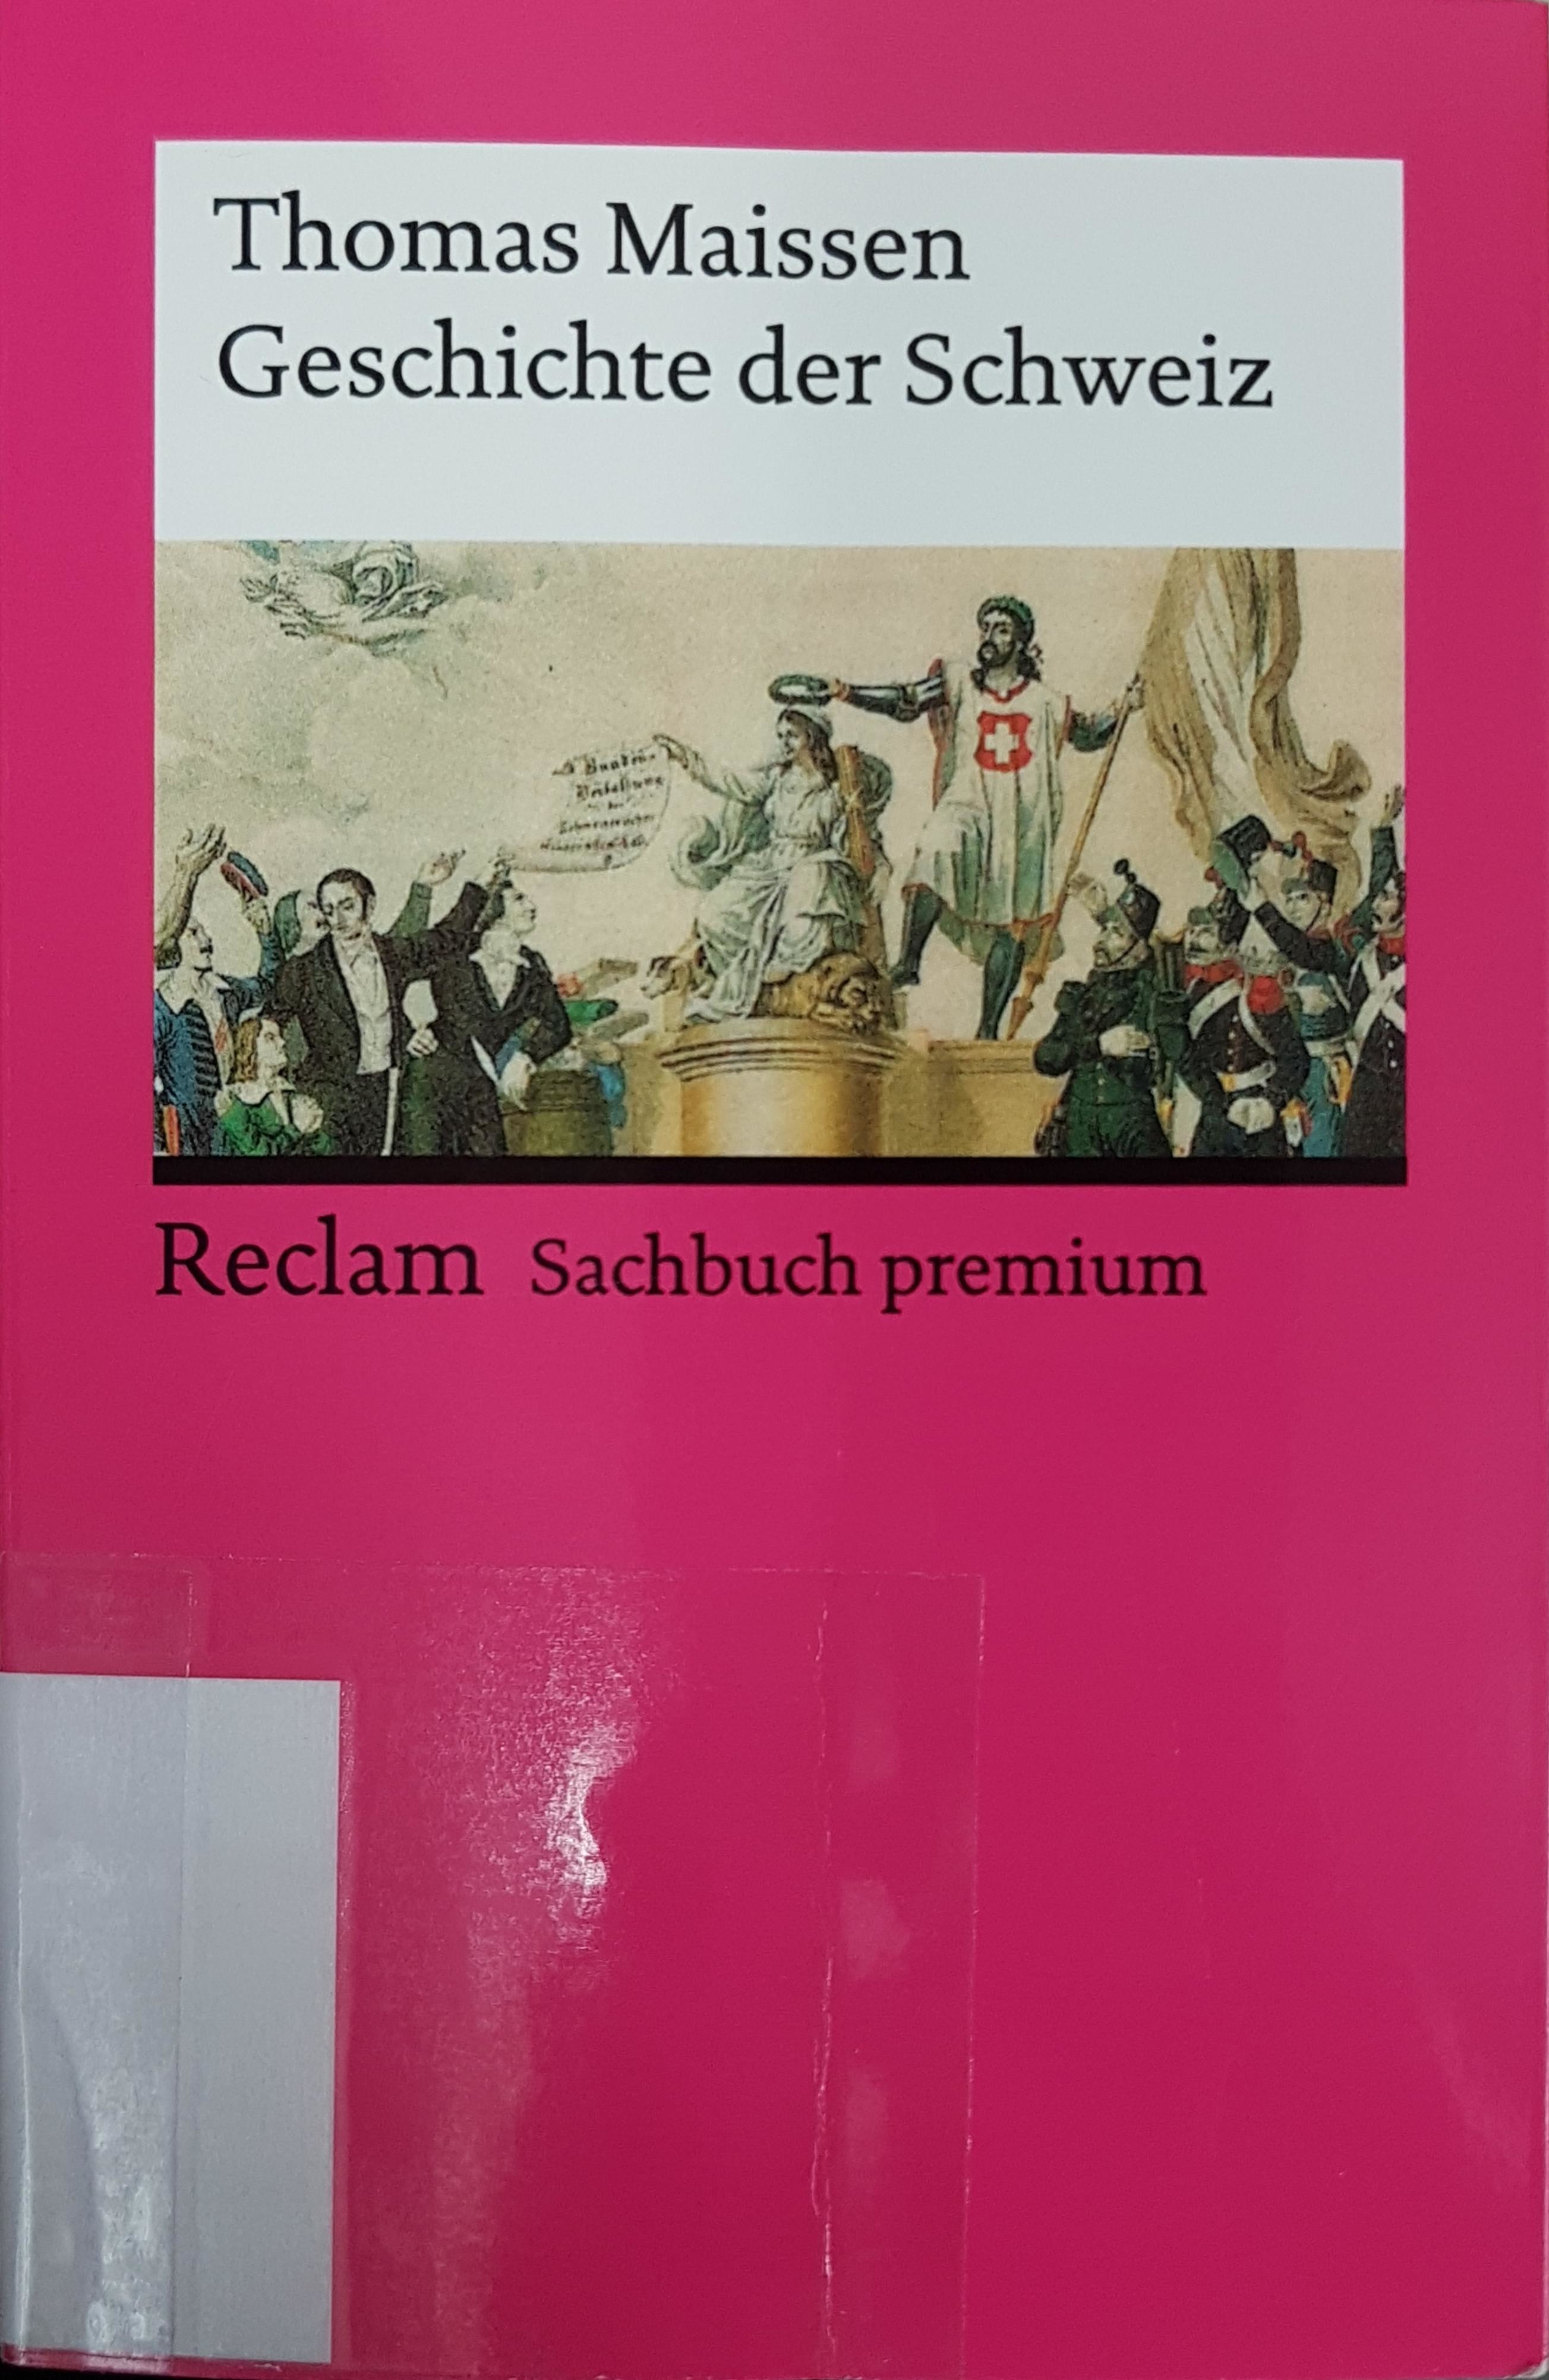 Thomas Maissen
Geschichte der Schweiz
Reclam Sachbuch premium